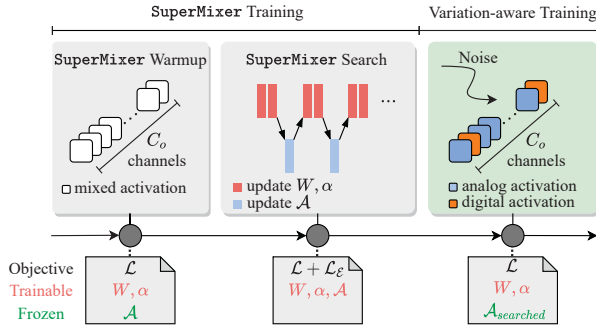 SuperMixer Training
Variation-aware Training
SuperMixer Warmup
C_o
channels
mixed activation
SuperMixer Search
...
update W, α
update 𝒜
Noise
C_o
channels
analog activation
digital activation
Objective ℒ ℒ + ℒ_ℰ ℒ
Trainable W, α W, α, 𝒜 W, α
Frozen 𝒜 𝒜_searched